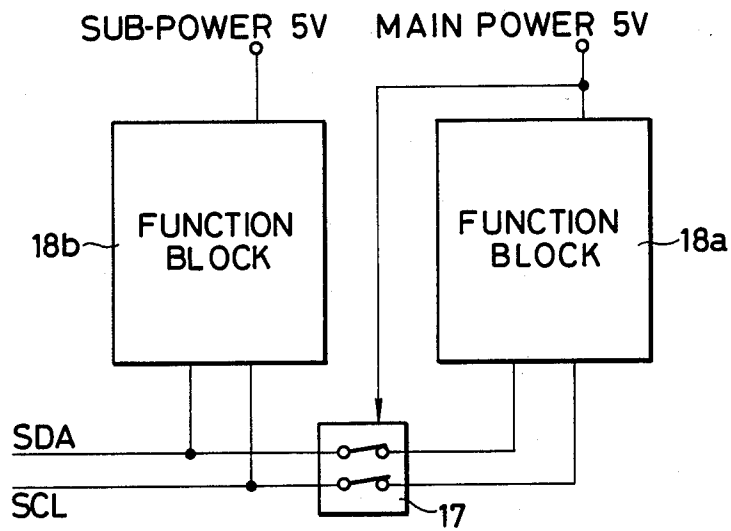 SUB-POWER 5V
MAIN POWER 5V
FUNCTION
BLOCK
18b
FUNCTION
BLOCK
18a
SDA
SCL
17